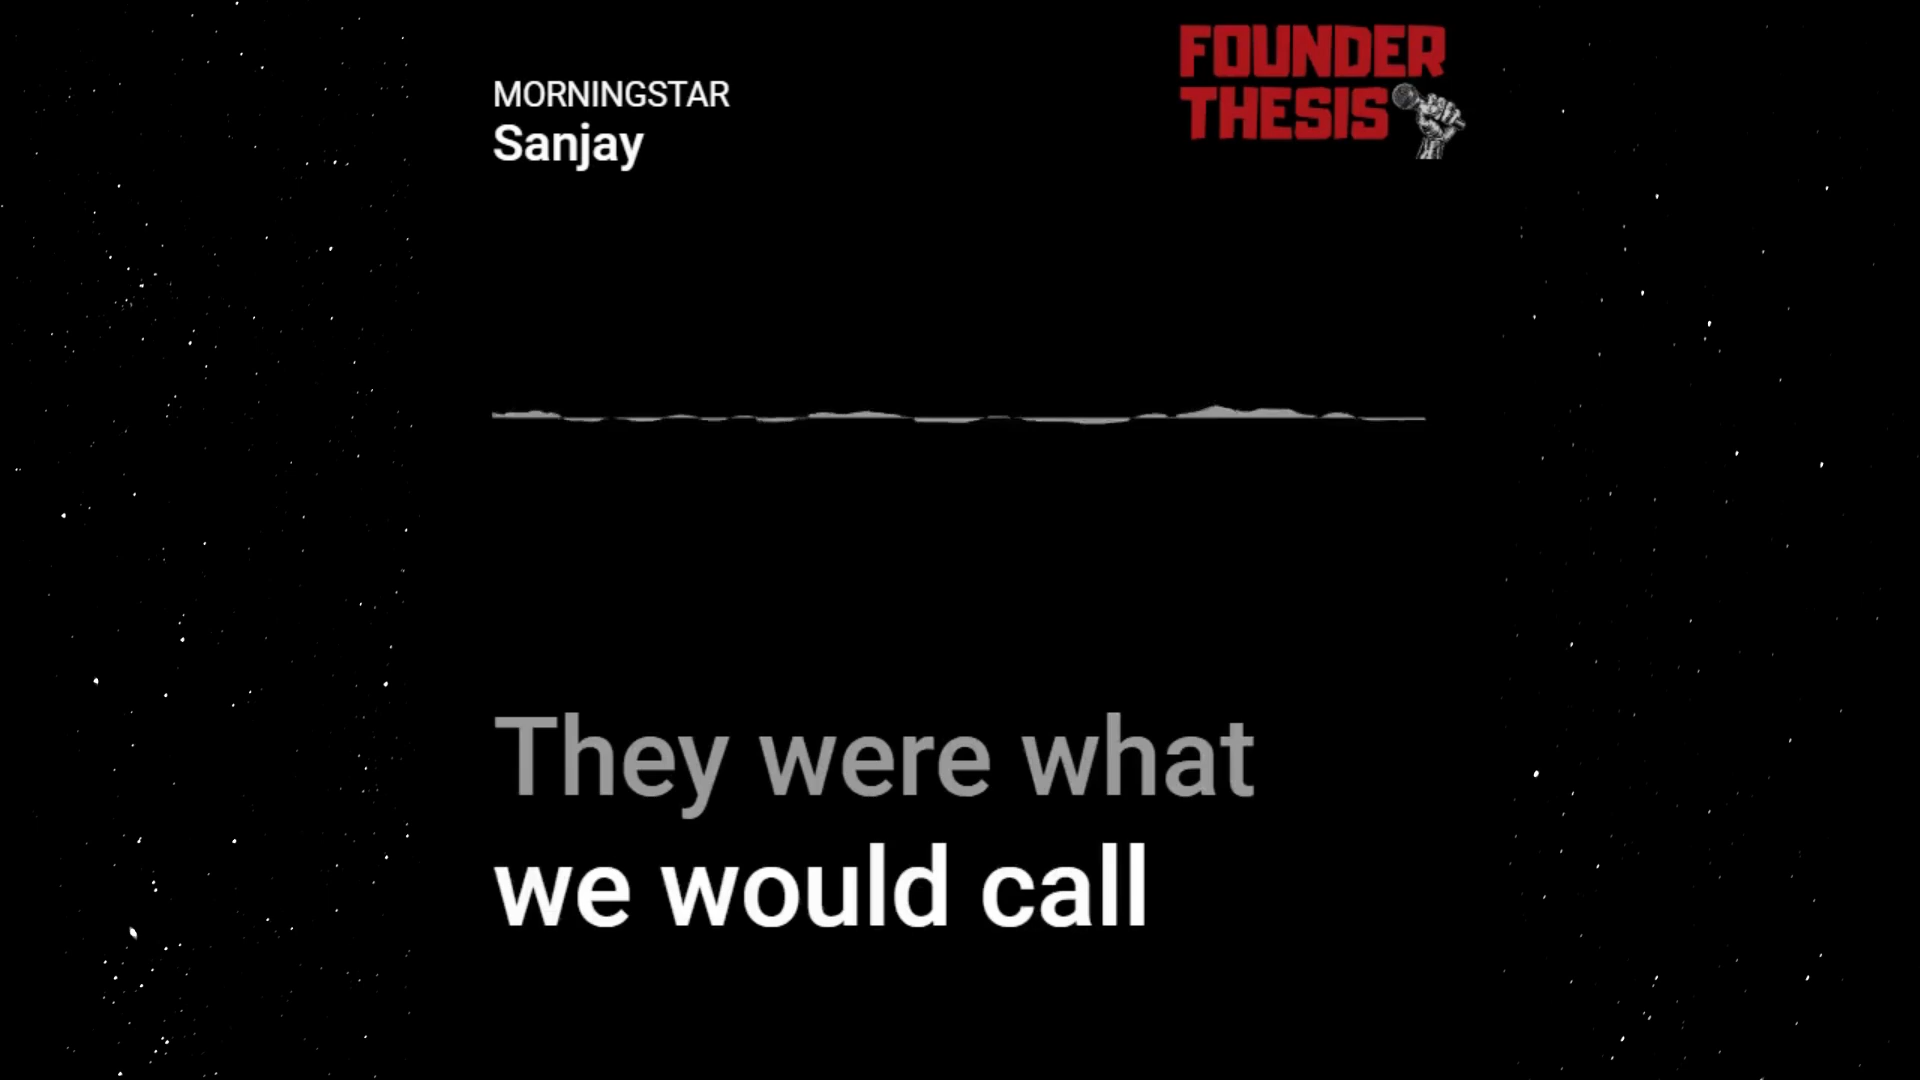 MORNINGSTAR
Sanjay
FOUNDER
THESIS
They were what
we would call